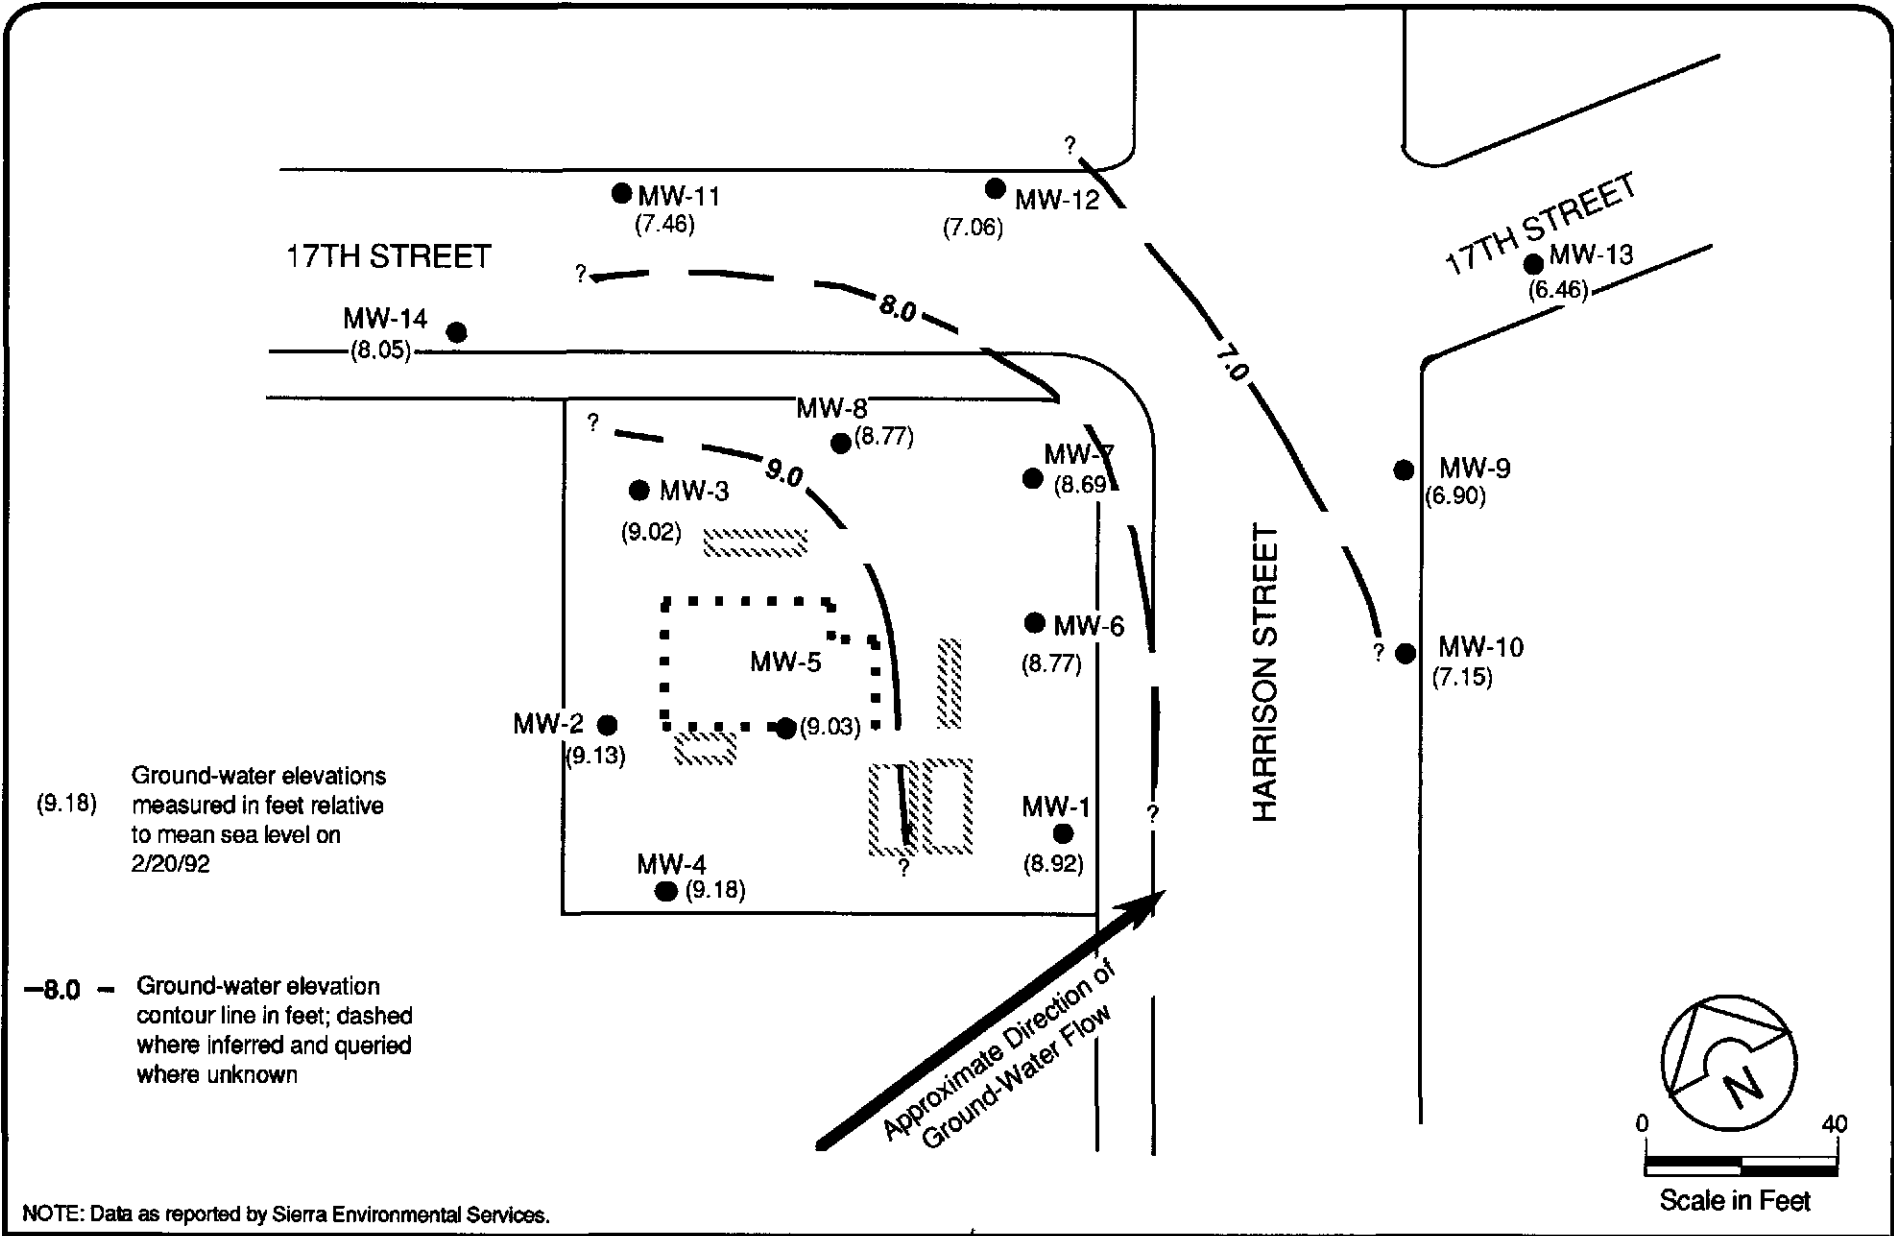 ?
MW-11
(7.46)
MW-12
(7.06)
17TH STREET
17TH STREET
MW-13
(6.46)
?
8.0
MW-14
(8.05)
7.0
MW-8
(8.77)
?
9.0
MW-7
(8.69
MW-3
(9.02)
MW-9
(6.90)
MW-6
(8.77)
MW-5
(9.03)
?
MW-10
(7.15)
HARRISON STREET
MW-2
(9.13)
MW-1
(8.92)
?
?
MW-4
(9.18)
(9.18)
Ground-water elevations
measured in feet relative
to mean sea level on
2/20/92
8.0
Ground-water elevation
contour line in feet; dashed
where inferred and queried
where unknown
Approximate Direction of
Ground-Water Flow
N
0 40
Scale in Feet
NOTE: Data as reported by Sierra Environmental Services.